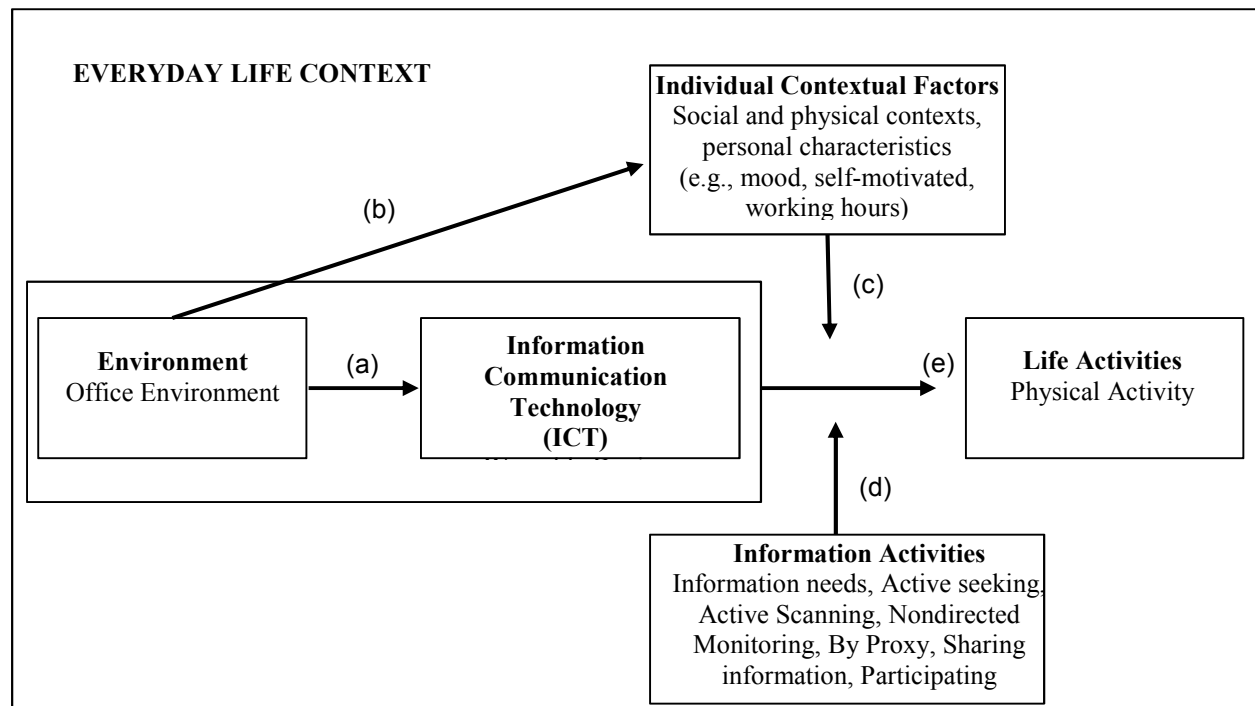 EVERYDAY LIFE CONTEXT
Individual Contextual Factors
Social and physical contexts,
personal characteristics
(e.g., mood, self-motivated,
working hours)
(b)
(c)
Environment
Office Environment
(a)
Information
Communication
Technology
(ICT)
(e)
Life Activities
Physical Activity
(d)
Information Activities
Information needs, Active seeking,
Active Scanning, Nondirected
Monitoring, By Proxy, Sharing
information, Participating